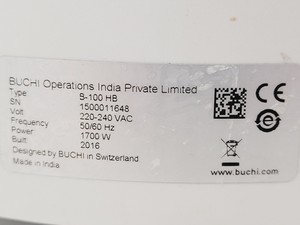 BUCHI Operations India Private Limited
Type B-100 HB
SN 1500011648
Volt 220-240 VAC
Frequency 50/60 Hz
Power 1700 W
Built 2016
Designed by BUCHI in Switzerland
Made in India
CE
e
www.buchi.com